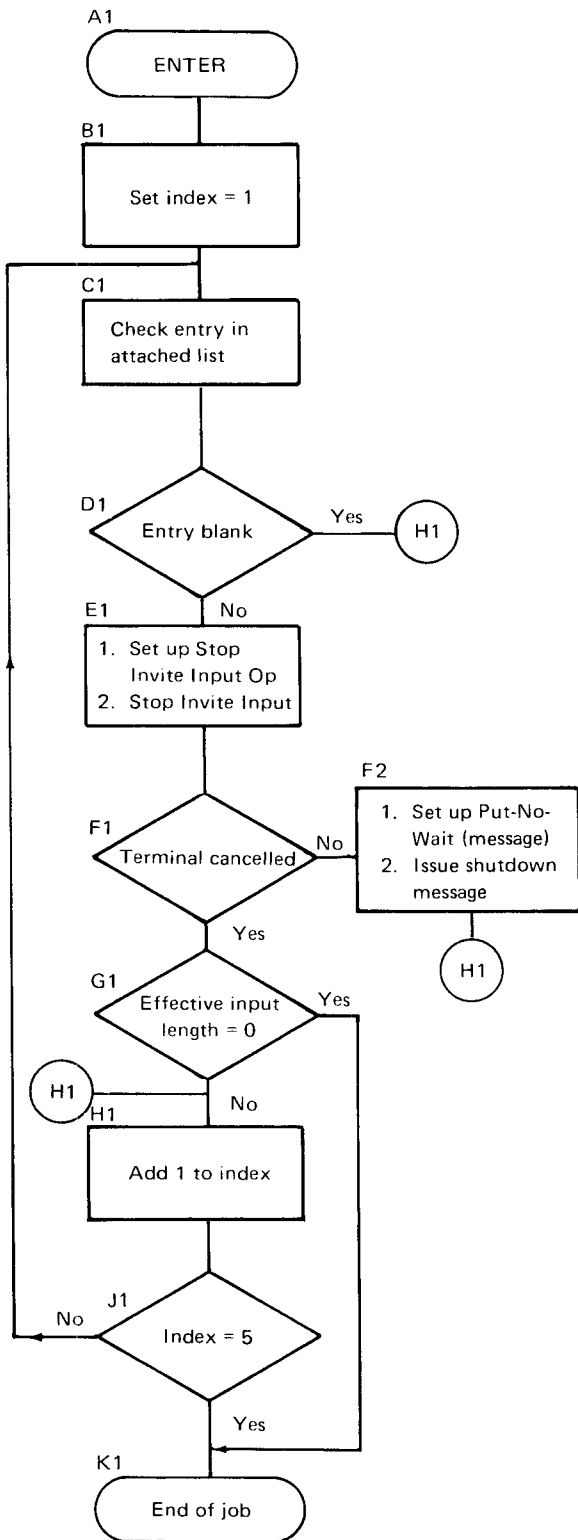 A1
ENTER
B1
Set index = 1
C1
Check entry in
attached list
D1
Entry blank
Yes
H1
No
E1
1. Set up Stop
Invite Input Op
2. Stop Invite Input
F1
Terminal cancelled
No
F2
1. Set up Put-No-
Wait (message)
2. Issue shutdown
message
H1
Yes
G1
Effective input
length = 0
Yes
H1
No
H1
Add 1 to index
J1
Index = 5
No
Yes
K1
End of job